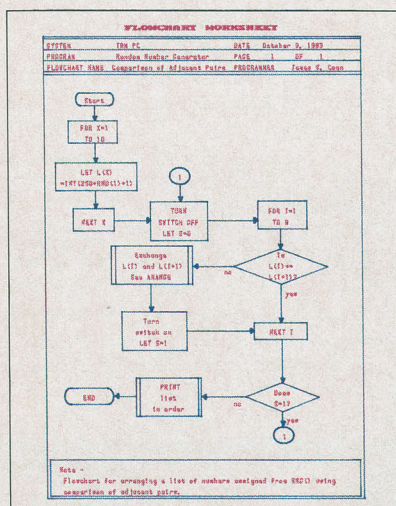 FLOWCHART WORKSHEET
SYSTEM IBM PC DATE October 9, 1983
PROGRAM Random Number Generator PAGE 1 OF 1
FLOWCHART NAME Comparison of Adjacent Pairs PROGRAMMER James S. Coan
Start
FOR X=1
TO 10
LET L(X)
=INT(250*RND(1)+1)
NEXT X
1
TURN
SWITCH OFF
LET S=0
FOR I=1
TO 9
Is
L(I)<=
L(I+1)?
no
yes
Exchange
L(I) and L(I+1)
Sub ARANGE
Turn
switch on
LET S=1
NEXT I
Does
S=1?
no
yes
PRINT
list
in order
END
1
Note -
Flowchart for arranging a list of numbers assigned from RND() using
comparison of adjacent pairs.